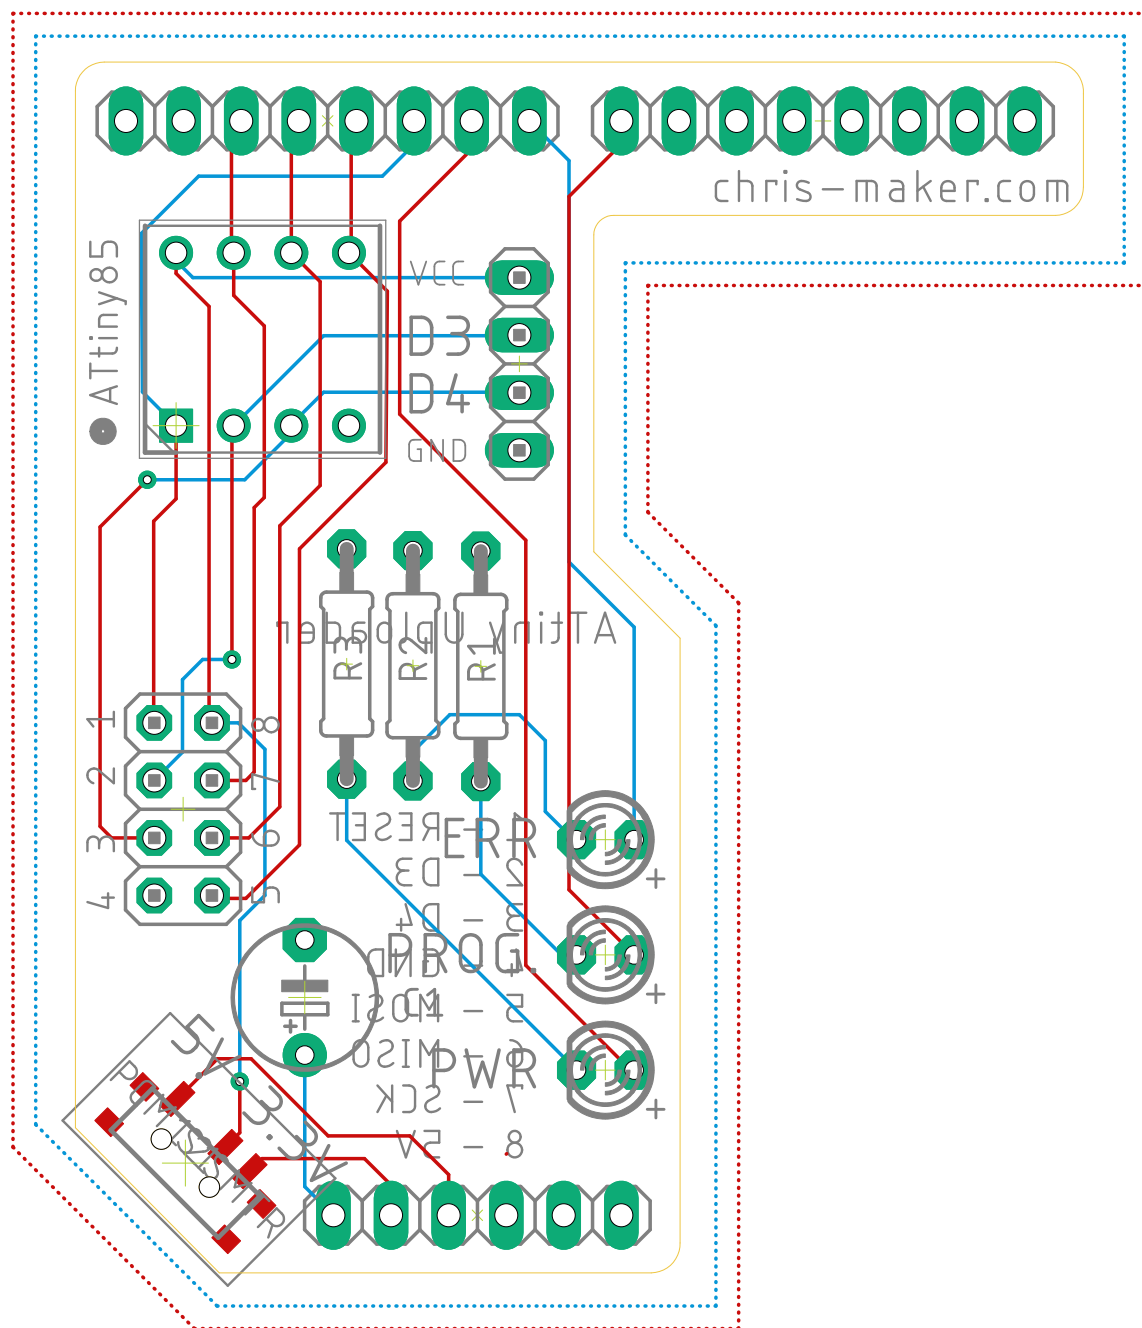 chris-maker.com
ATtiny85
VCC
D3
D4
GND
ATtiny Uploader
R3
R2
R1
1
8
2
7
3
6
4
5
1 - RESET
ERR
2 - D3
+
3 - D4
PROG.
4 - GND
+
C1
5 - MOSI
+
5V
6 - MISO
PWR
7 - SCK
+
3.3V
8 - 5V